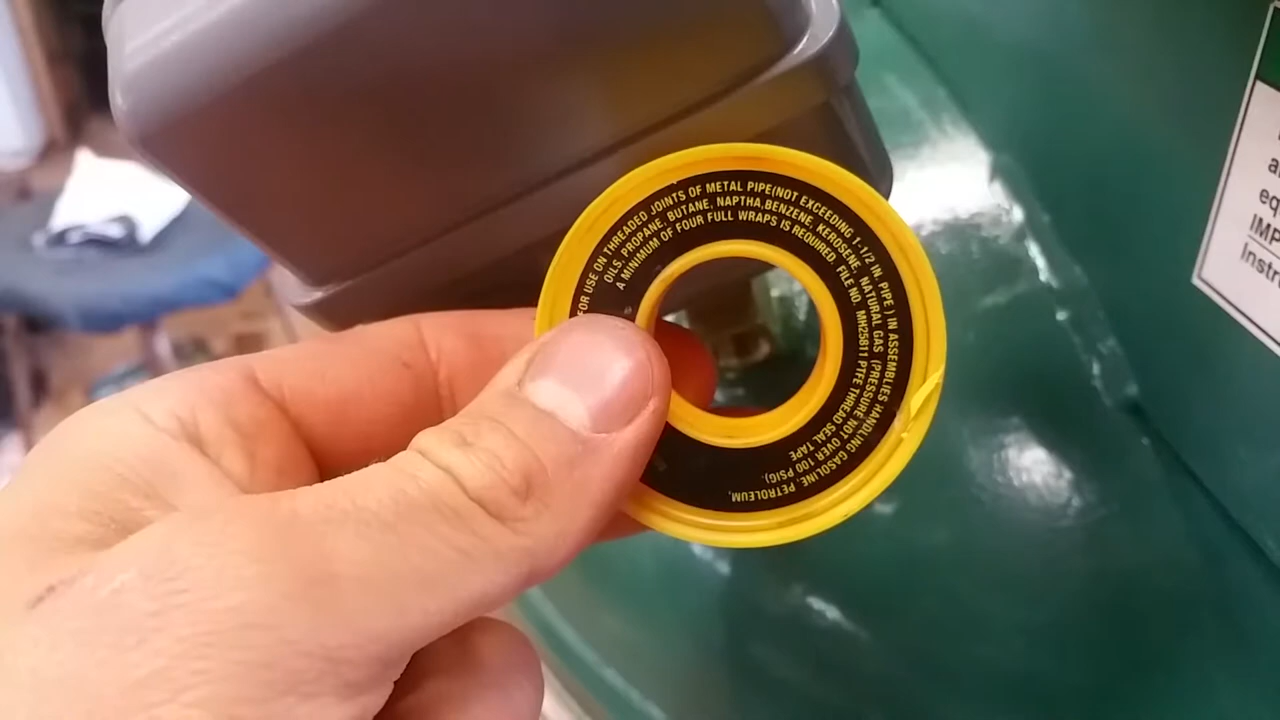 FOR USE ON THREADED JOINTS OF METAL PIPE(NOT EXCEEDING 1-1/2 IN. PIPE ) IN ASSEMBLIES HANDLING GASOLINE, PETROLEUM,
OILS, PROPANE, BUTANE, NAPTHA,BENZENE, KEROSENE, NATURAL GAS (PRESSURE NOT OVER 100 PSIG).
A MINIMUM OF FOUR FULL WRAPS IS REQUIRED. FILE NO. MH25811 PTFE THREAD SEAL TAPE